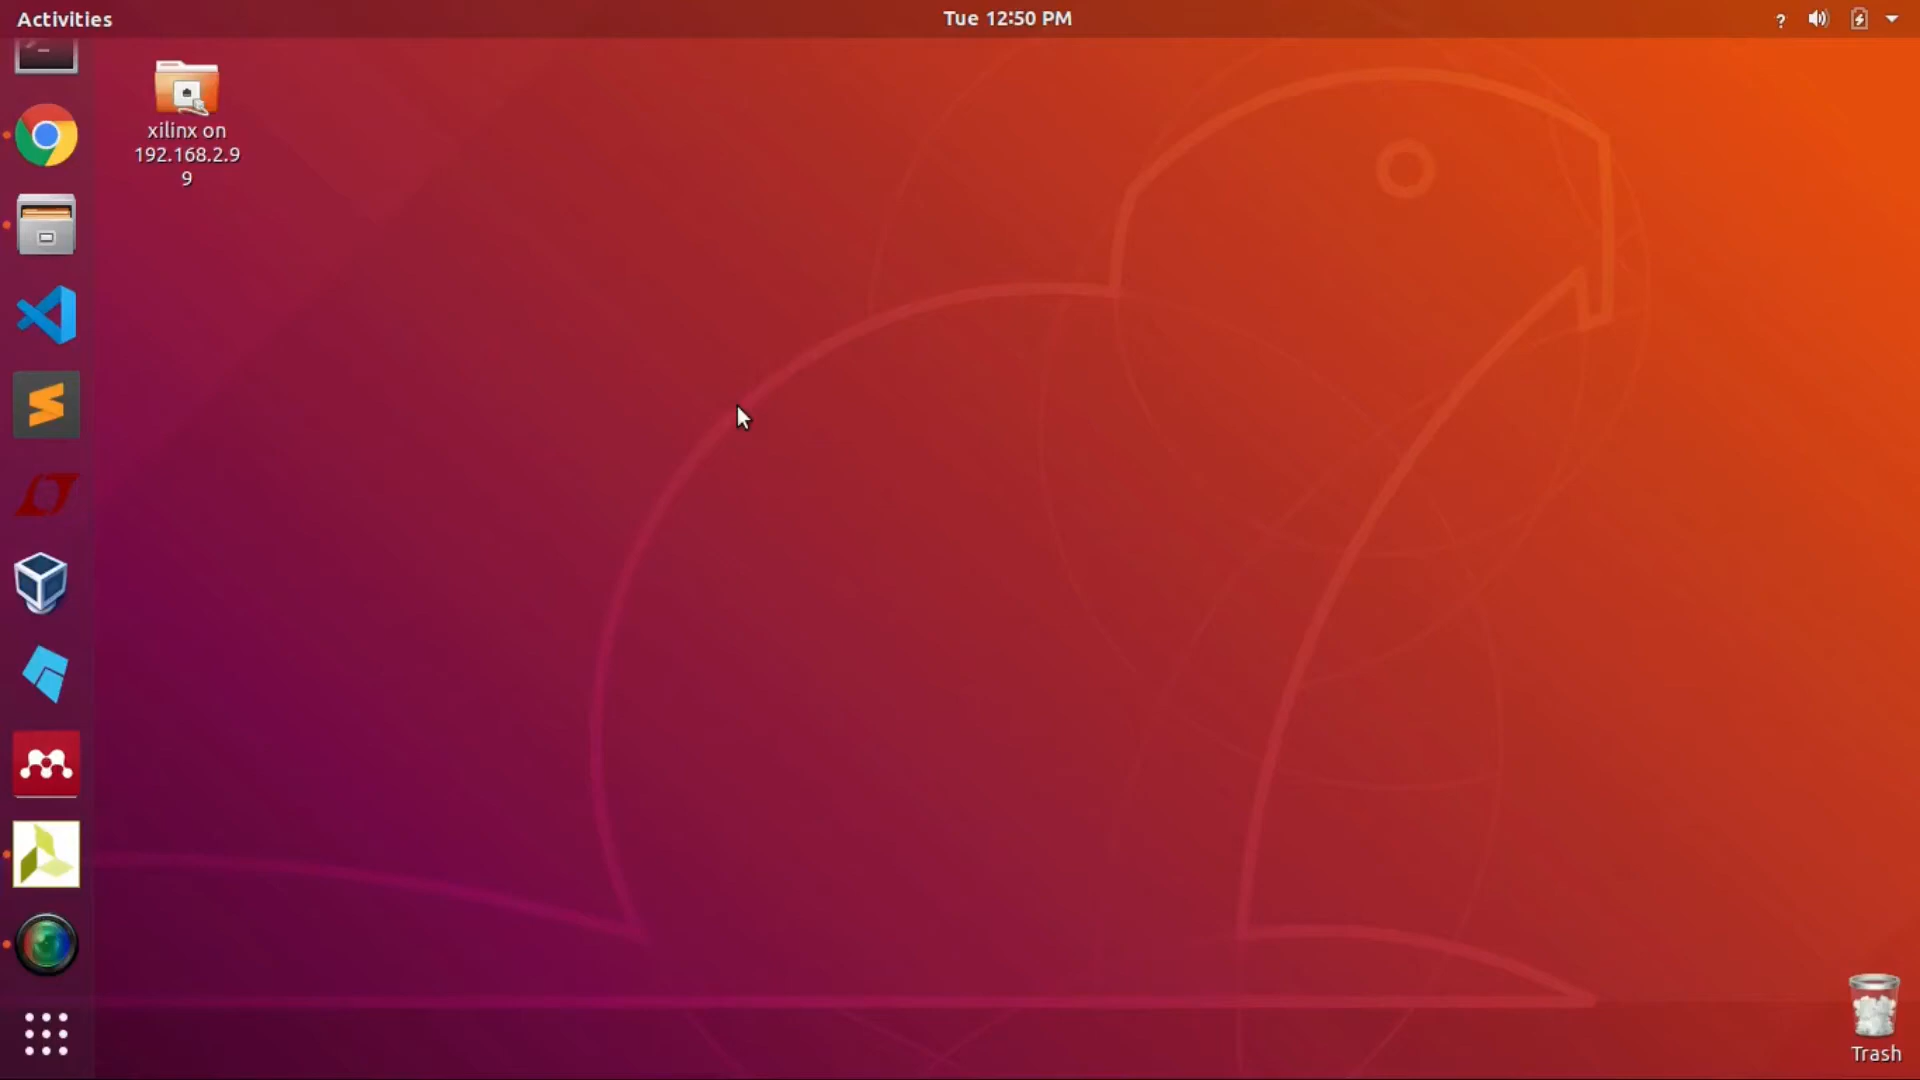 Activities
Tue 12:50 PM
?
xilinx on
192.168.2.9
9
Trash